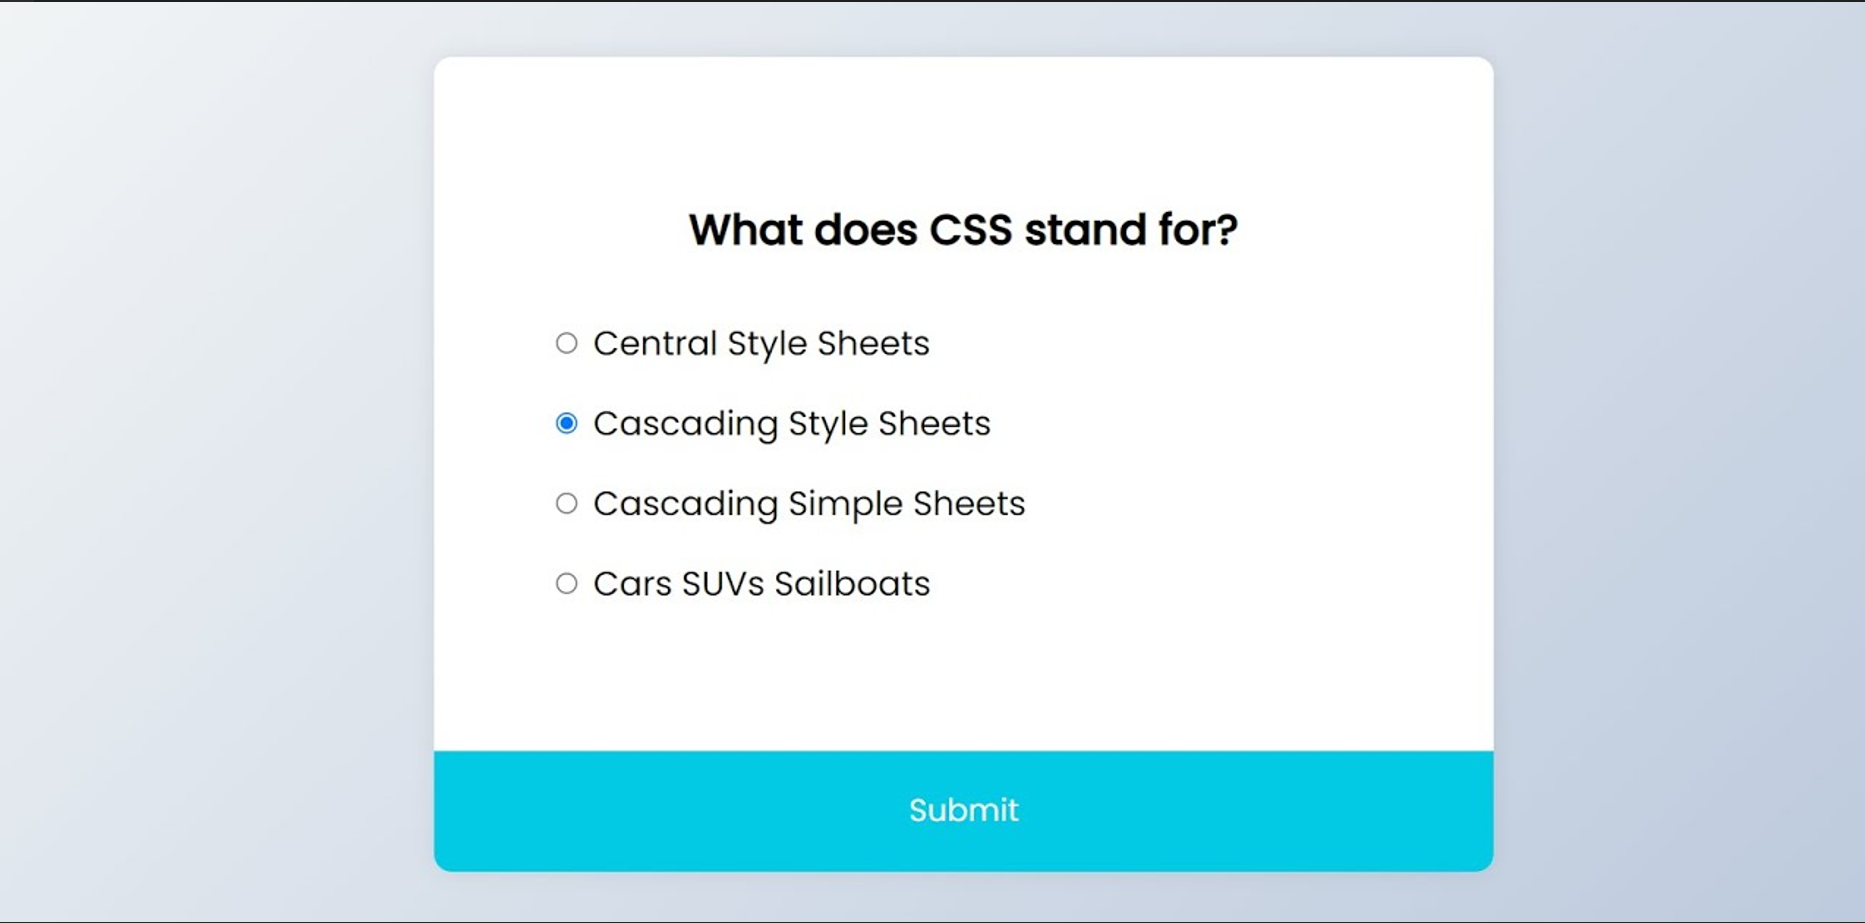 What does CSS stand for?
Central Style Sheets
Cascading Style Sheets
Cascading Simple Sheets
Cars SUVs Sailboats
Submit